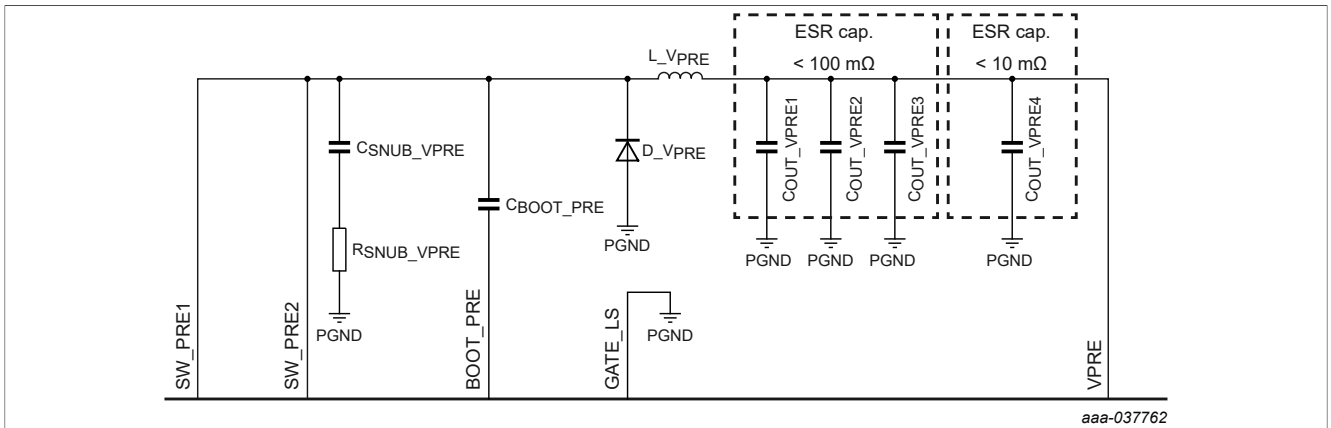 ESR cap.
< 100 mΩ
ESR cap.
< 10 mΩ
L_VPRE
CSNUB_VPRE
RSNUB_VPRE
PGND
CBOOT_PRE
D_VPRE
PGND
COUT_VPRE1
COUT_VPRE2
COUT_VPRE3
COUT_VPRE4
PGND
PGND
PGND
PGND
PGND
SW_PRE1
SW_PRE2
BOOT_PRE
GATE_LS
VPRE
aaa-037762